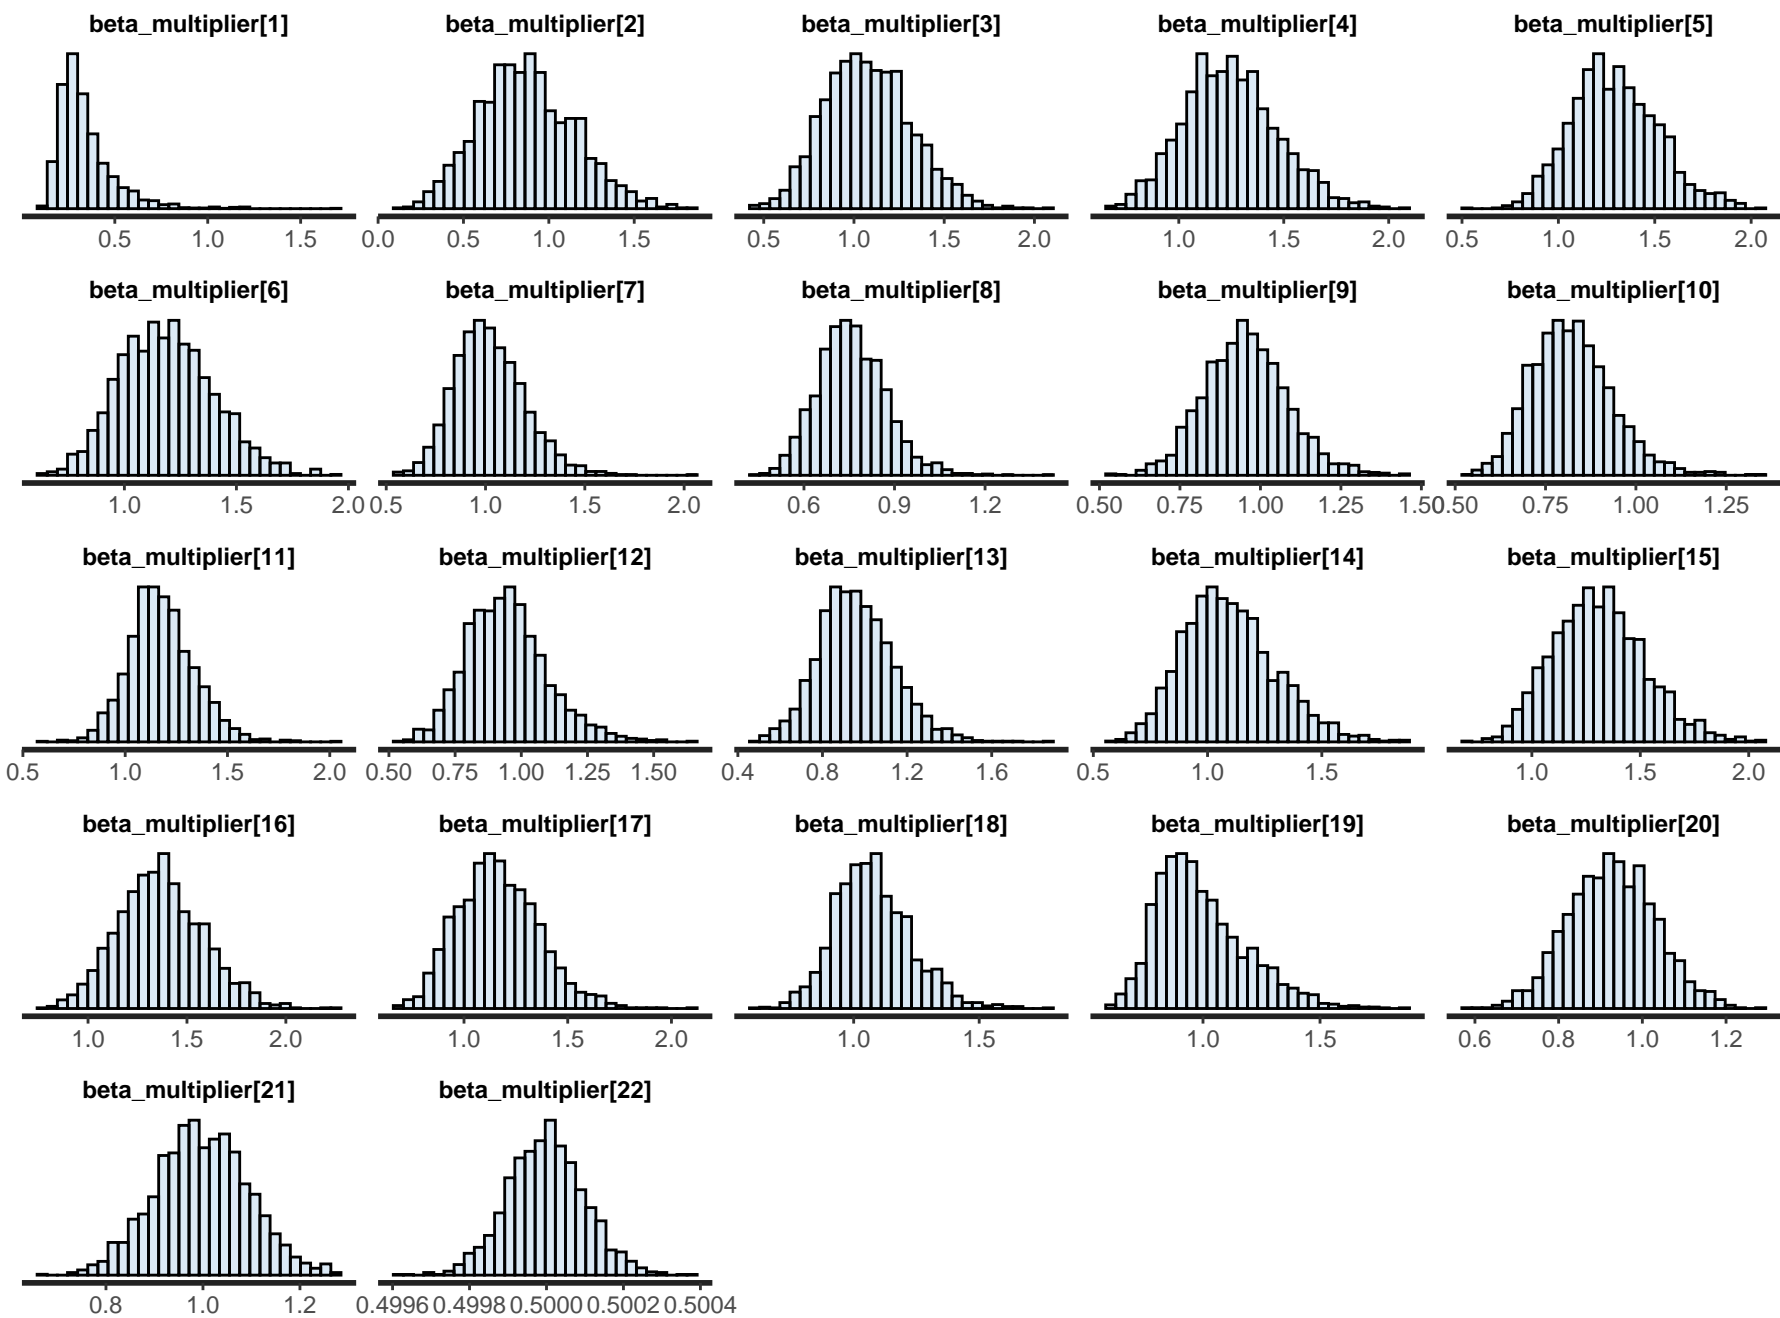 beta_multiplier[1] beta_multiplier[2] beta_multiplier[3] beta_multiplier[4] beta_multiplier[5]
0.5 1.0 1.5 0.0 0.5 1.0 1.5 0.5 1.0 1.5 2.0 1.0 1.5 2.0 0.5 1.0 1.5 2.0
beta_multiplier[6] beta_multiplier[7] beta_multiplier[8] beta_multiplier[9] beta_multiplier[10]
1.0 1.5 2.0 0.5 1.0 1.5 2.0 0.6 0.9 1.2 0.50 0.75 1.00 1.25 1.50 0.50 0.75 1.00 1.25
beta_multiplier[11] beta_multiplier[12] beta_multiplier[13] beta_multiplier[14] beta_multiplier[15]
0.5 1.0 1.5 2.0 0.50 0.75 1.00 1.25 1.50 0.4 0.8 1.2 1.6 0.5 1.0 1.5 1.0 1.5 2.0
beta_multiplier[16] beta_multiplier[17] beta_multiplier[18] beta_multiplier[19] beta_multiplier[20]
1.0 1.5 2.0 1.0 1.5 2.0 1.0 1.5 1.0 1.5 0.6 0.8 1.0 1.2
beta_multiplier[21] beta_multiplier[22]
0.8 1.0 1.2 0.4996 0.4998 0.5000 0.5002 0.5004